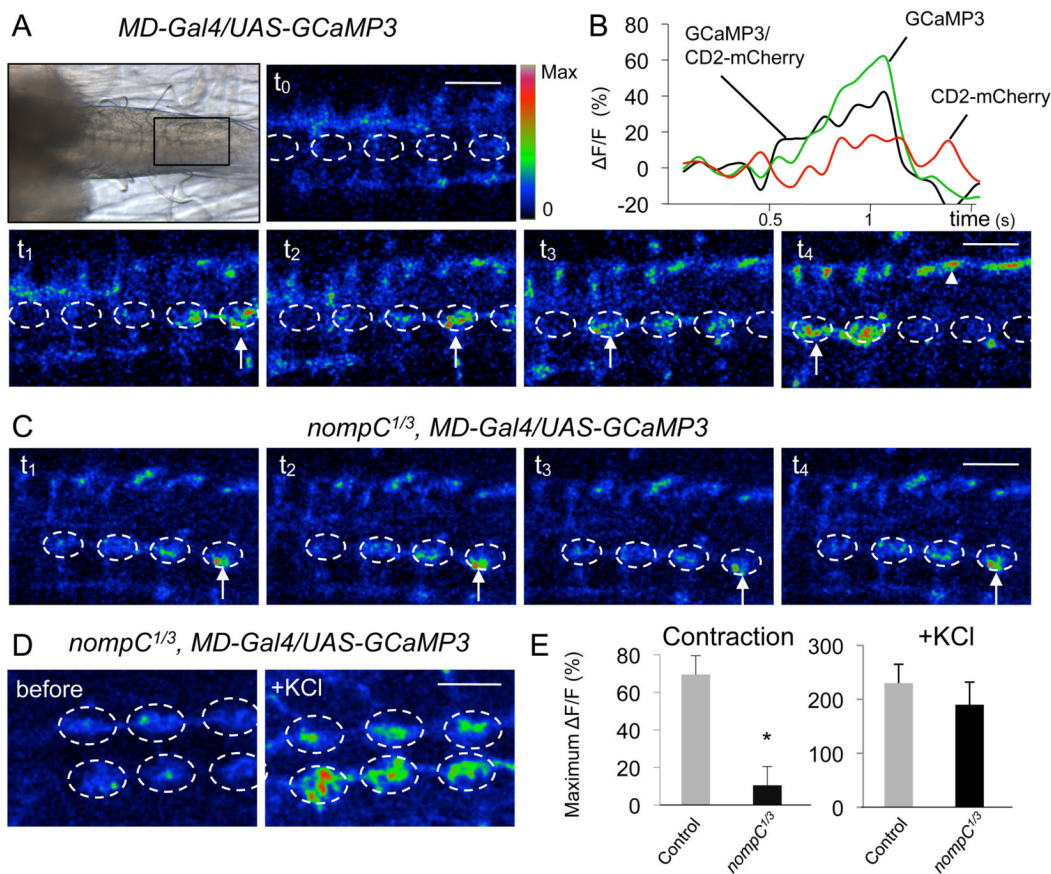 A
MD-Gal4/UAS-GCaMP3
t0
Max
0
B
ΔF/F (%)
80
60
40
20
0
-20
0.5
1
time (s)
GCaMP3/
CD2-mCherry
GCaMP3
CD2-mCherry
t1
t2
t3
t4
C
nompC1/3, MD-Gal4/UAS-GCaMP3
t1
t2
t3
t4
D
nompC1/3, MD-Gal4/UAS-GCaMP3
before
+KCl
E
Contraction
Maximum ΔF/F (%)
80
60
40
20
0
*
Control
nompC1/3
+KCl
300
200
100
0
Control
nompC1/3